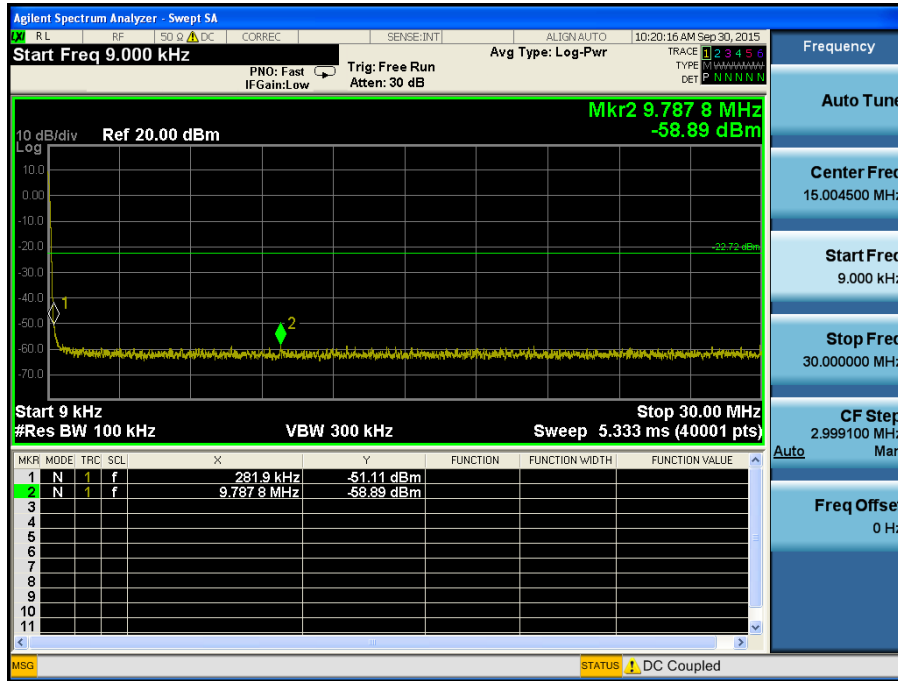 Agilent Spectrum Analyzer - Swept SA
LXI RL RF 50 Ω DC CORREC SENSE:INT ALIGN AUTO 10:20:16 AM Sep 30, 2015
Start Freq 9.000 kHz
PNO: Fast
IFGain:Low
Trig: Free Run
Atten: 30 dB
Avg Type: Log-Pwr
TRACE 1 2 3 4 5 6
TYPE M
DET P N N N N N
Frequency
Mkr2 9.787 8 MHz
-58.89 dBm
10 dB/div Ref 20.00 dBm
Log
10.0
0.00
-10.0
-20.0
-22.72 dBm
-30.0
-40.0
1
-50.0
2
-60.0
-70.0
Start 9 kHz
Stop 30.00 MHz
#Res BW 100 kHz VBW 300 kHz Sweep 5.333 ms (40001 pts)
MKR MODE TRC SCL X Y FUNCTION FUNCTION WIDTH FUNCTION VALUE
1 N 1 f 281.9 kHz -51.11 dBm
2 N 1 f 9.787 8 MHz -58.89 dBm
3
4
5
6
7
8
9
10
11
MSG STATUS DC Coupled
Auto Tune
Center Freq
15.004500 MHz
Start Freq
9.000 kHz
Stop Freq
30.000000 MHz
CF Step
2.999100 MHz
Auto Man
Freq Offset
0 Hz